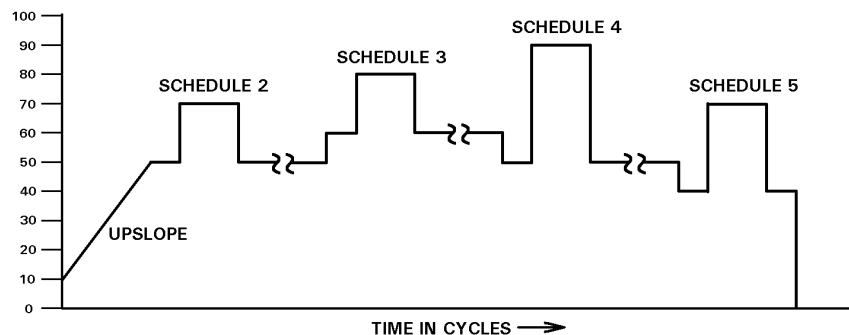 100
90
80
70
60
50
40
30
20
10
0
SCHEDULE 2
SCHEDULE 3
SCHEDULE 4
SCHEDULE 5
UPSLOPE
TIME IN CYCLES